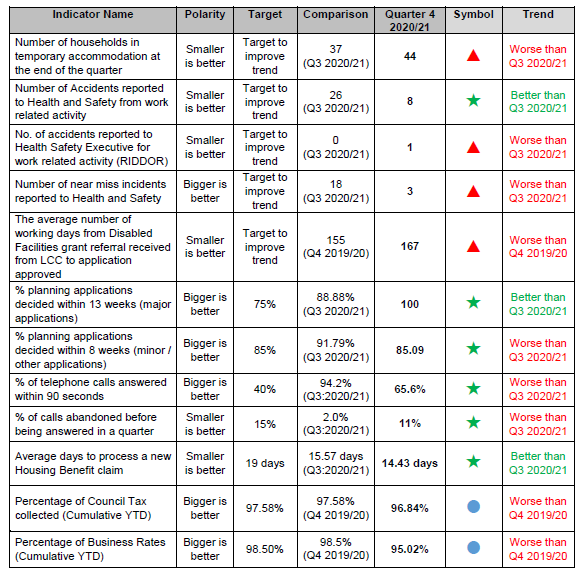 Indicator Name Polarity Target Comparison Quarter 4 2020/21 Symbol Trend
Number of households in
temporary accommodation at
the end of the quarter
Smaller
is better
Target to
improve
trend
37
(Q3 2020/21)
44
Worse than
Q3 2020/21
Number of Accidents reported
to Health and Safety from work
related activity
Smaller
is better
Target to
improve
trend
26
(Q3 2020/21)
8
Better than
Q3 2020/21
No. of accidents reported to
Health Safety Executive for
work related activity (RIDDOR)
Smaller
is better
Target to
improve
trend
0
(Q3 2020/21)
1
Worse than
Q3 2020/21
Number of near miss incidents
reported to Health and Safety
Bigger is
better
Target to
improve
trend
18
(Q3 2020/21)
3
Worse than
Q3 2020/21
The average number of
working days from Disabled
Facilities grant referral received
from LCC to application
approved
Smaller
is better
Target to
improve
trend
155
(Q4 2019/20)
167
Worse than
Q4 2019/20
% planning applications
decided within 13 weeks (major
applications)
Bigger is
better
75%
88.88%
(Q3 2020/21)
100
Better than
Q3 2020/21
% planning applications
decided within 8 weeks (minor /
other applications)
Bigger is
better
85%
91.79%
(Q3 2020/21)
85.09
Worse than
Q3 2020/21
% of telephone calls answered
within 90 seconds
Bigger is
better
40%
94.2%
(Q3:2020/21)
65.6%
Worse than
Q3 2020/21
% of calls abandoned before
being answered in a quarter
Smaller
is better
15%
2.0%
(Q3:2020/21)
11%
Worse than
Q3 2020/21
Average days to process a new
Housing Benefit claim
Smaller
is better
19 days
15.57 days
(Q3:2020/21)
14.43 days
Better than
Q3 2020/21
Percentage of Council Tax
collected (Cumulative YTD)
Bigger is
better
97.58%
97.58%
(Q4 2019/20)
96.84%
Worse than
Q4 2019/20
Percentage of Business Rates
(Cumulative YTD)
Bigger is
better
98.50%
98.5%
(Q4 2019/20)
95.02%
Worse than
Q4 2019/20